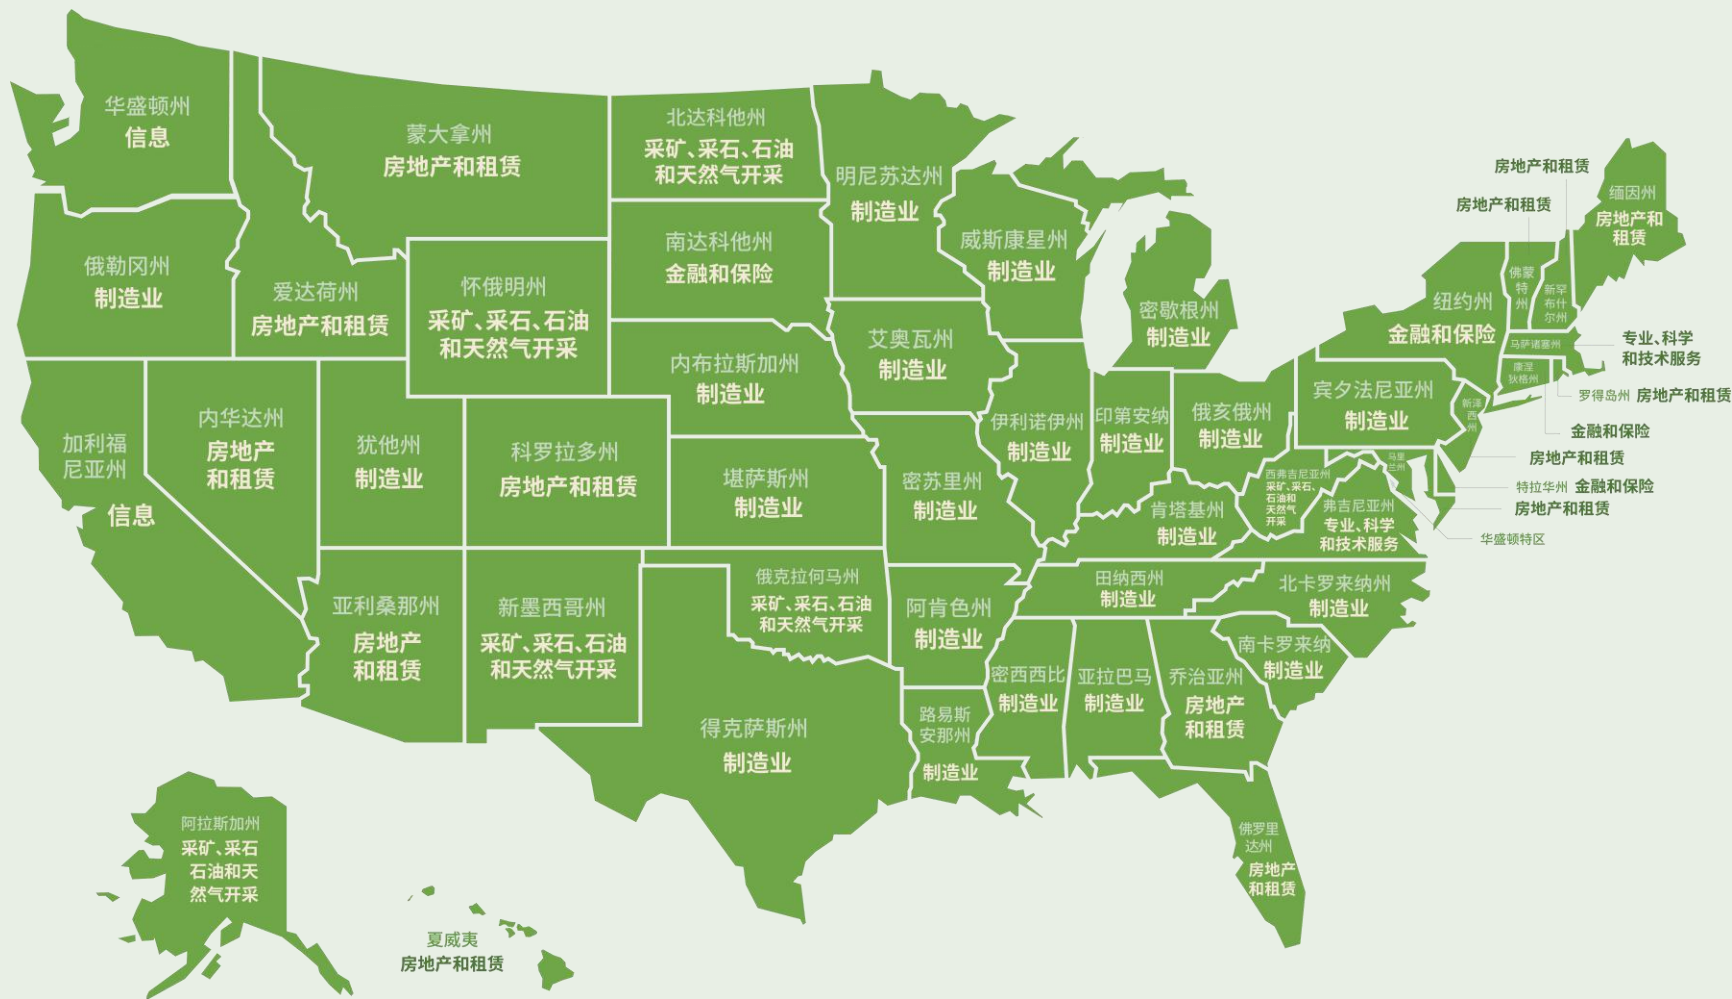 华盛顿州
信息
蒙大拿州
房地产和租赁
北达科他州
采矿、采石、石油
和天然气开采
明尼苏达州
制造业
俄勒冈州
制造业
爱达荷州
房地产和租赁
怀俄明州
采矿、采石、石油
和天然气开采
南达科他州
金融和保险
威斯康星州
制造业
密歇根州
制造业
内布拉斯加州
制造业
艾奥瓦州
制造业
加利福
尼亚州
信息
内华达州
房地产
和租赁
犹他州
制造业
科罗拉多州
房地产和租赁
堪萨斯州
制造业
密苏里州
制造业
伊利诺伊州
制造业
印第安纳
制造业
俄亥俄州
制造业
宾夕法尼亚州
制造业
纽约州
金融和保险
房地产和租赁
房地产和租赁
缅因州
房地产和
租赁
佛蒙
特
州
新罕
布什
尔州
马萨诸塞州
专业、科学
和技术服务
康涅
狄格州
罗得岛州 房地产和租赁
新泽
西
州
金融和保险
房地产和租赁
马里
兰州
特拉华州 金融和保险
房地产和租赁
华盛顿特区
西弗吉尼亚州
采矿、采石、
石油和
天然气
开采
弗吉尼亚州
专业、科学
和技术服务
肯塔基州
制造业
田纳西州
制造业
北卡罗来纳州
制造业
南卡罗来纳
制造业
亚利桑那州
房地产
和租赁
新墨西哥州
采矿、采石、石油
和天然气开采
俄克拉何马州
采矿、采石、石油
和天然气开采
阿肯色州
制造业
得克萨斯州
制造业
路易斯
安那州
制造业
密西西比
制造业
亚拉巴马
制造业
乔治亚州
房地产
和租赁
佛罗里
达州
房地产
和租赁
阿拉斯加州
采矿、采石
石油和天
然气开采
夏威夷
房地产和租赁